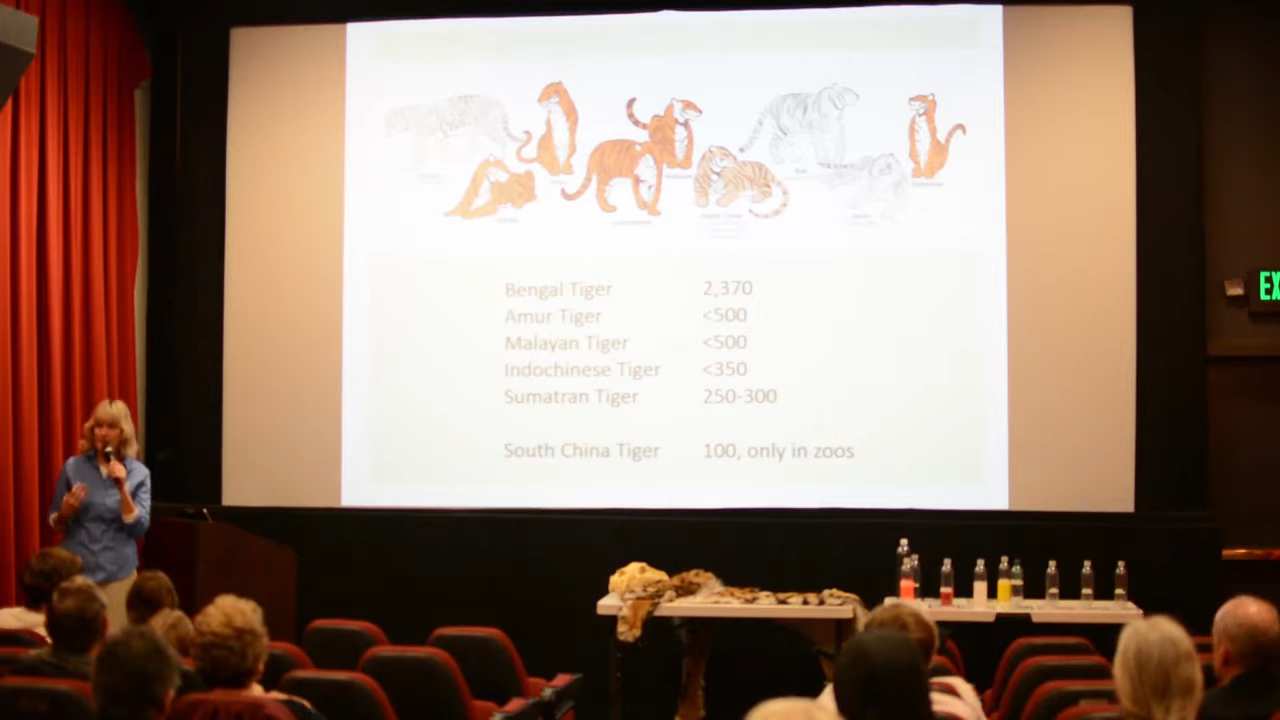 Bengal Tiger 2,370
Amur Tiger <500
Malayan Tiger <500
Indochinese Tiger <350
Sumatran Tiger 250-300
South China Tiger 100, only in zoos
EX